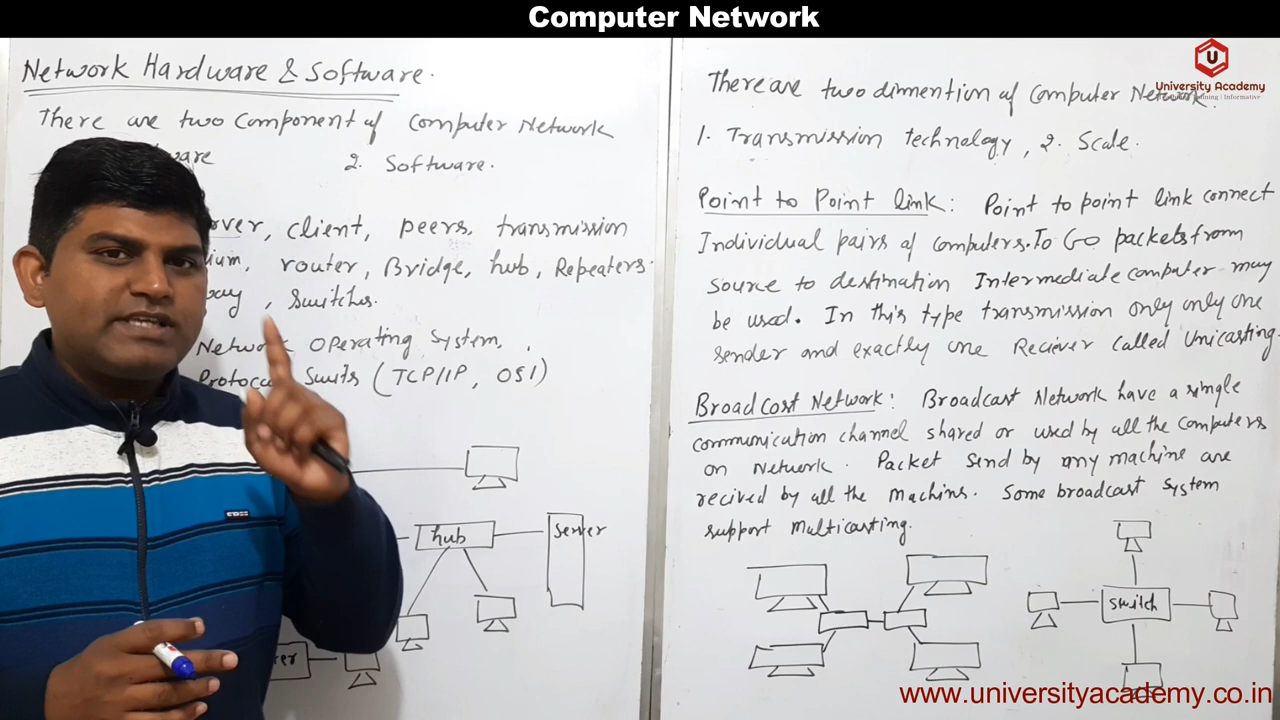 Computer Network
Network Hardware & Software.
There are two component of computer Network
2. Software.
client, peers, transmission
router, Bridge, hub, Repeaters.
, switches.
Network Operating System,
Suits (TCP/IP, OSI)
hub
Server
University Academy
There are two dimention of computer Network.
1. Transmission technology, 2. Scale.
Point to Point link: Point to point link connect
Individual pairs of computers. To Go packets from
source to destination Intermediate computer may
be used. In this type transmission only only one
sender and exactly one Reciever called Unicasting.
BroadCast Network: Broadcast Network have a single
communication channel shared or used by all the computers
on Network. Packet send by any machine are
recived by all the machins. Some broadcast system
support multicasting.
switch
www.universityacademy.co.in